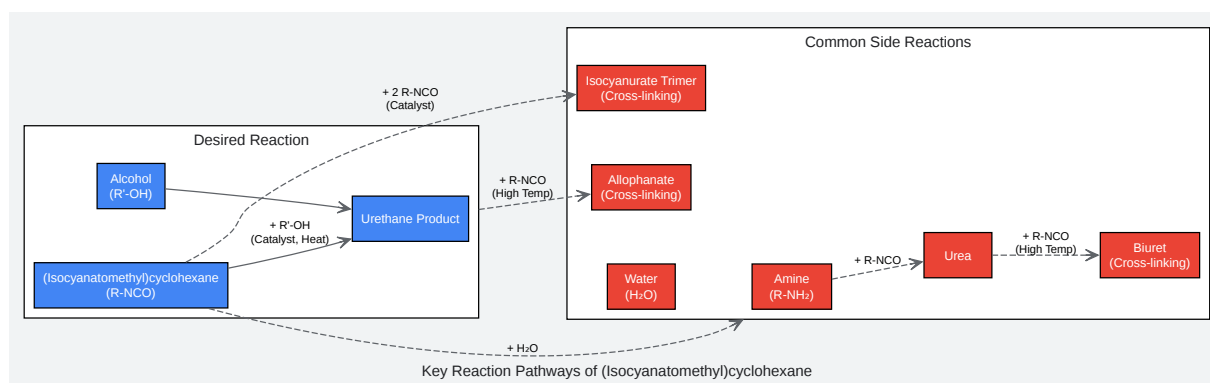 Common Side Reactions
Isocyanurate Trimer
(Cross-linking)
+ 2 R-NCO
(Catalyst)
Desired Reaction
Alcohol
(R'-OH)
+ R-NCO
(High Temp)
Allophanate
(Cross-linking)
Urethane Product
+ R'-OH
(Catalyst, Heat)
(Isocyanatomethyl)cyclohexane
(R-NCO)
Water
(H₂O)
Amine
(R-NH₂)
+ R-NCO
Urea
+ R-NCO
(High Temp)
Biuret
(Cross-linking)
+ H₂O
Key Reaction Pathways of (Isocyanatomethyl)cyclohexane